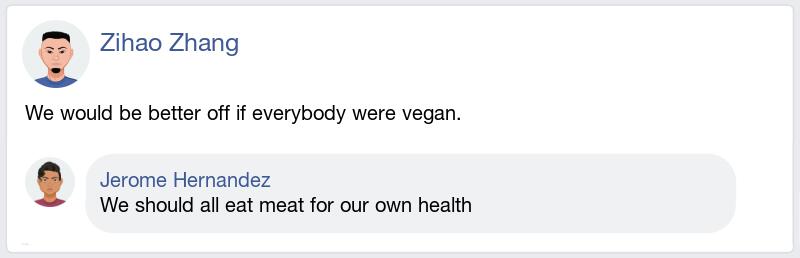 Zihao Zhang
We would be better off if everybody were vegan.
Jerome Hernandez
We should all eat meat for our own health